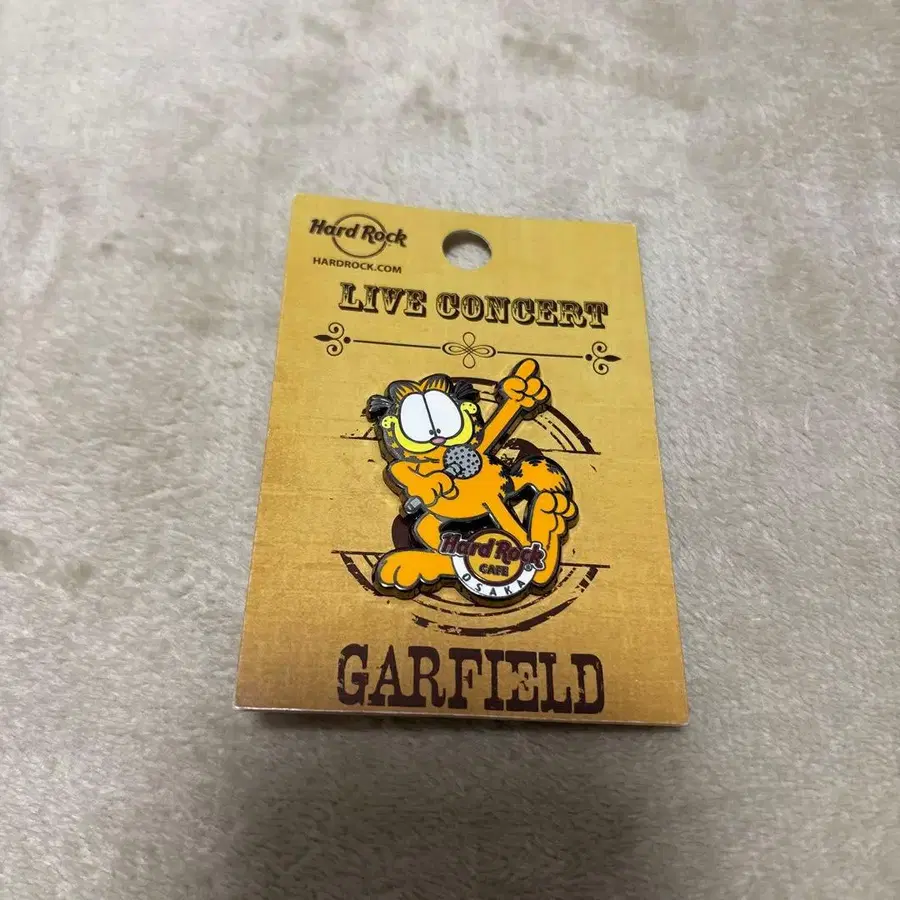 Hard Rock
HARDROCK.COM
LIVE CONCERT
Hard Rock
CAFE
OSAKA
GARFIELD